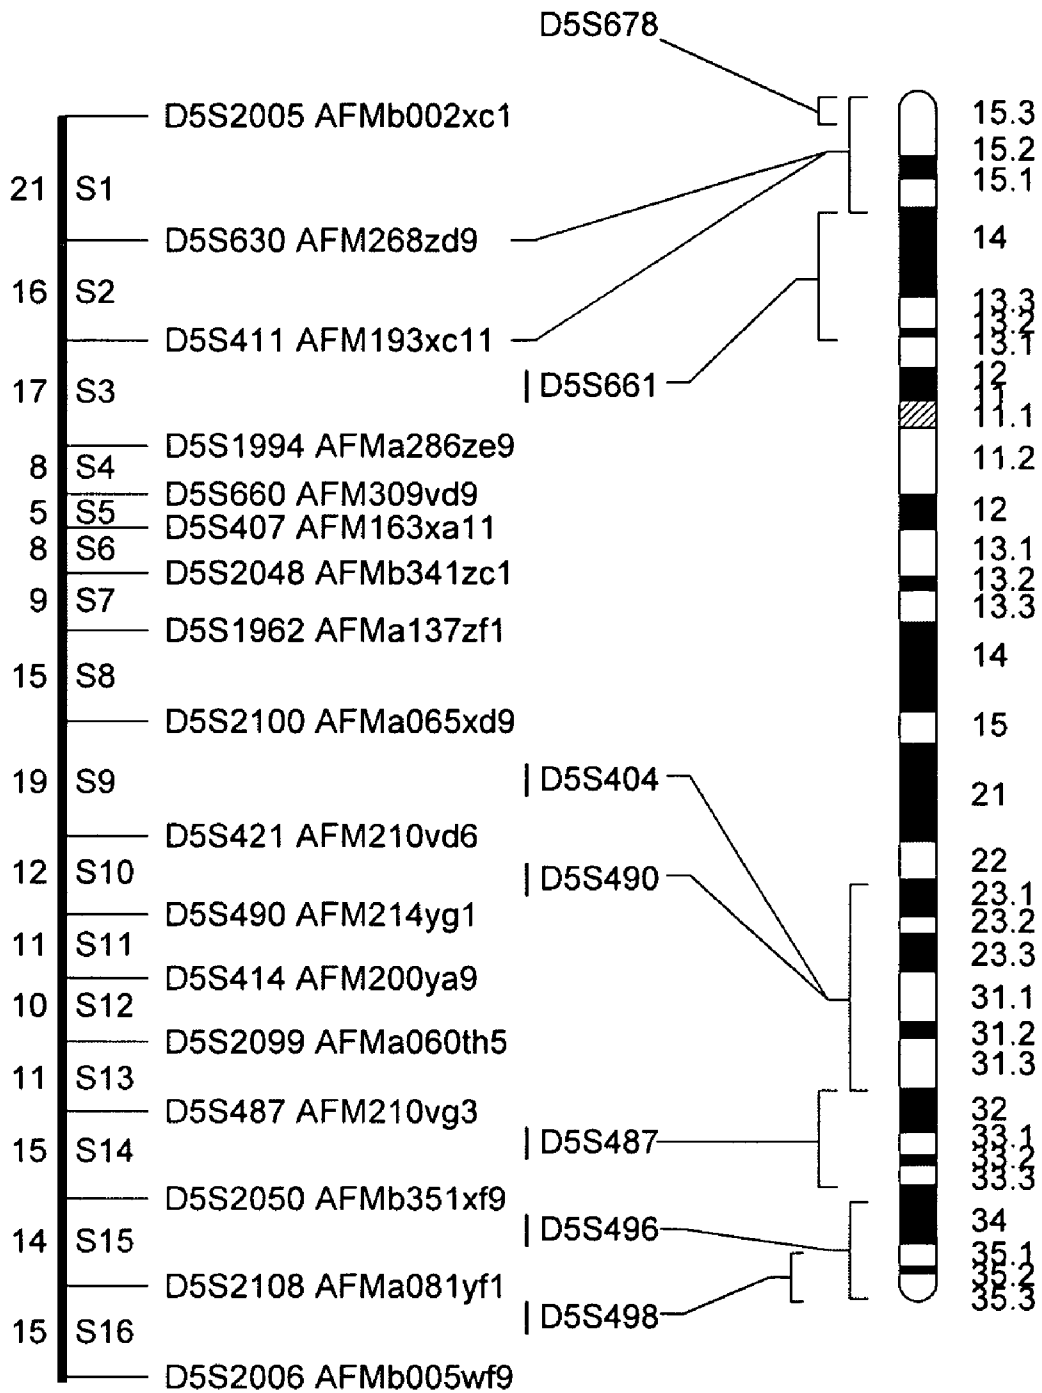 D5S678
D5S2005 AFMb002xc1
21 S1
D5S630 AFM268zd9
16 S2
D5S411 AFM193xc11
17 S3
D5S661
D5S1994 AFMa286ze9
8 S4
D5S660 AFM309vd9
5 S5
D5S407 AFM163xa11
8 S6
D5S2048 AFMb341zc1
9 S7
D5S1962 AFMa137zf1
15 S8
D5S2100 AFMa065xd9
19 S9
D5S404
D5S421 AFM210vd6
12 S10
D5S490
D5S490 AFM214yg1
11 S11
D5S414 AFM200ya9
10 S12
D5S2099 AFMa060th5
11 S13
D5S487 AFM210vg3
15 S14
D5S487
D5S2050 AFMb351xf9
14 S15
D5S496
D5S2108 AFMa081yf1
D5S498
15 S16
D5S2006 AFMb005wf9
15.3
15.2
15.1
14
13.3
13.2
13.1
12
11
11.1
11.2
12
13.1
13.2
13.3
14
15
21
22
23.1
23.2
23.3
31.1
31.2
31.3
32
33.1
33.2
33.3
34
35.1
35.2
35.3